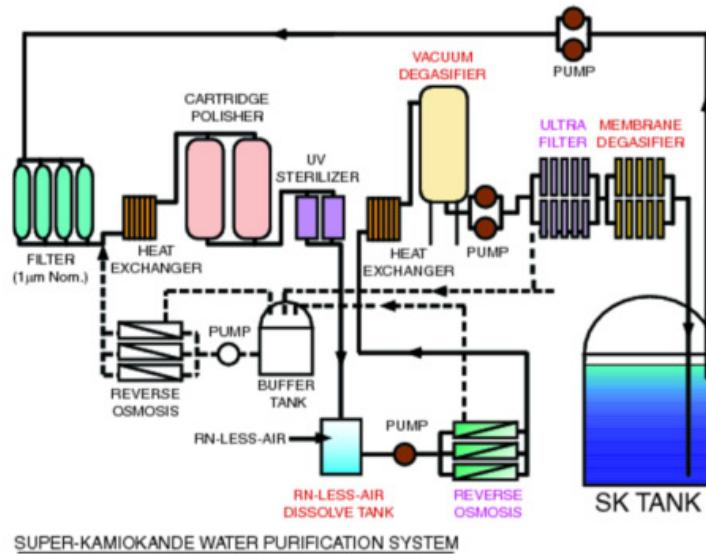 PUMP
VACUUM
DEGASIFIER
CARTRIDGE
POLISHER
ULTRA
FILTER
MEMBRANE
DEGASIFIER
UV
STERILIZER
FILTER
(1μm Nom.)
HEAT
EXCHANGER
HEAT
EXCHANGER
PUMP
PUMP
REVERSE
OSMOSIS
BUFFER
TANK
RN-LESS-AIR
PUMP
RN-LESS-AIR
DISSOLVE TANK
REVERSE
OSMOSIS
SK TANK
SUPER-KAMIOKANDE WATER PURIFICATION SYSTEM